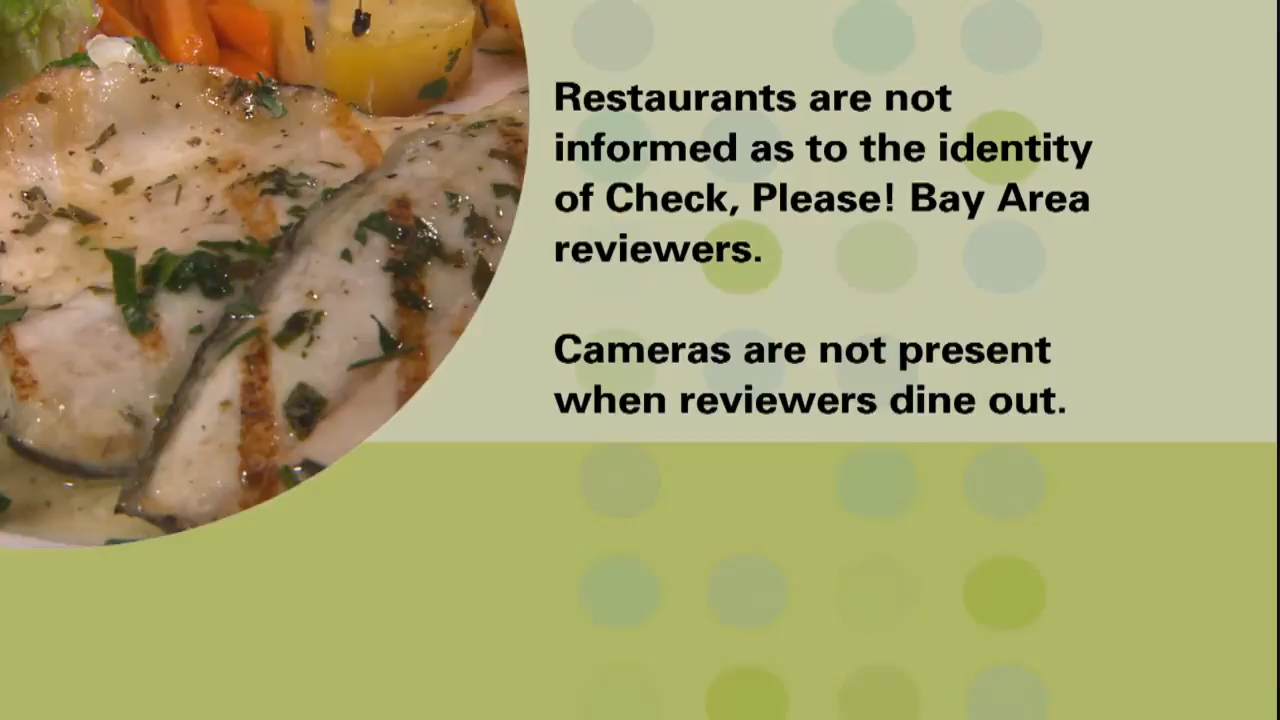 Restaurants are not
informed as to the identity
of Check, Please! Bay Area
reviewers.
Cameras are not present
when reviewers dine out.